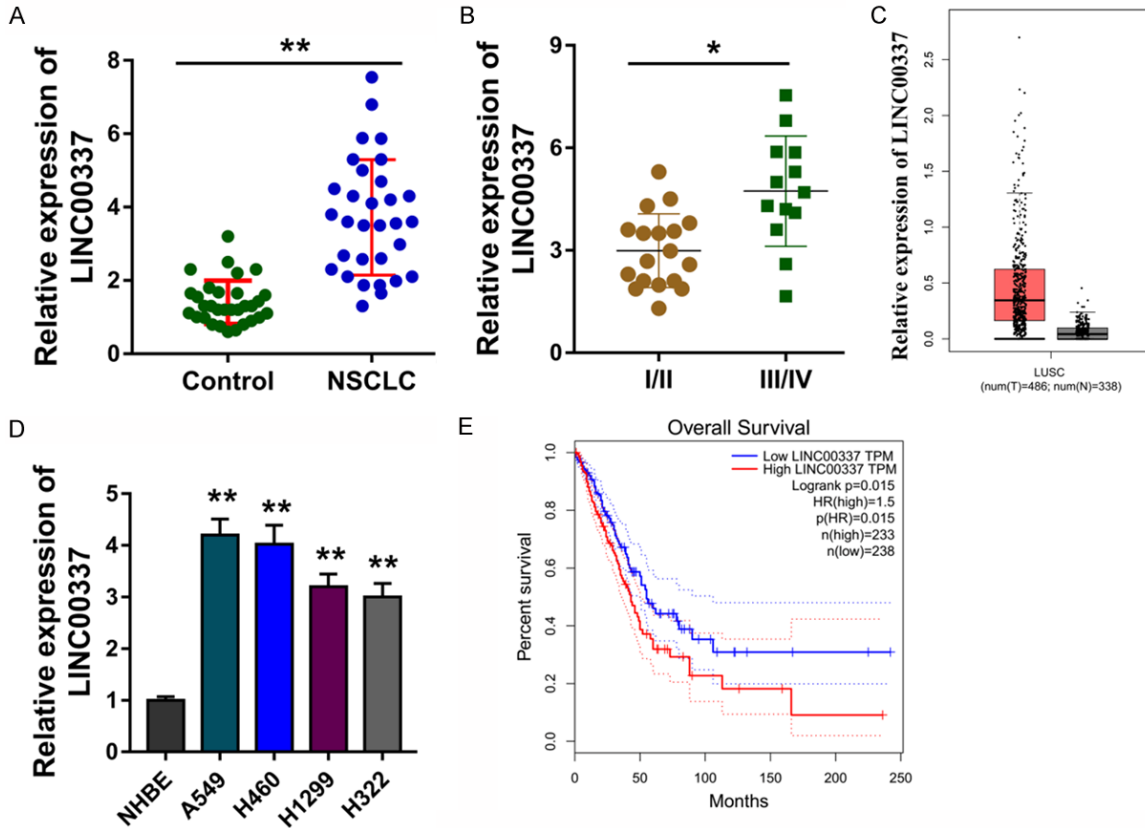 A
Relative expression of
LINC00337
8
6
4
2
0
**
Control
NSCLC
B
Relative expression of
LINC00337
9
6
3
0
*
I/II
III/IV
C
Relative expression of LINC00337
2.5
2.0
1.5
1.0
0.5
0.0
LUSC
(num(T)=486; num(N)=338)
D
Relative expression of
LINC00337
5
4
3
2
1
0
**
**
**
**
NHBE
A549
H460
H1299
H322
E
Overall Survival
Low LINC00337 TPM
High LINC00337 TPM
Logrank p=0.015
HR(high)=1.5
p(HR)=0.015
n(high)=233
n(low)=238
Percent survival
1.0
0.8
0.6
0.4
0.2
0.0
0
50
100
150
200
250
Months